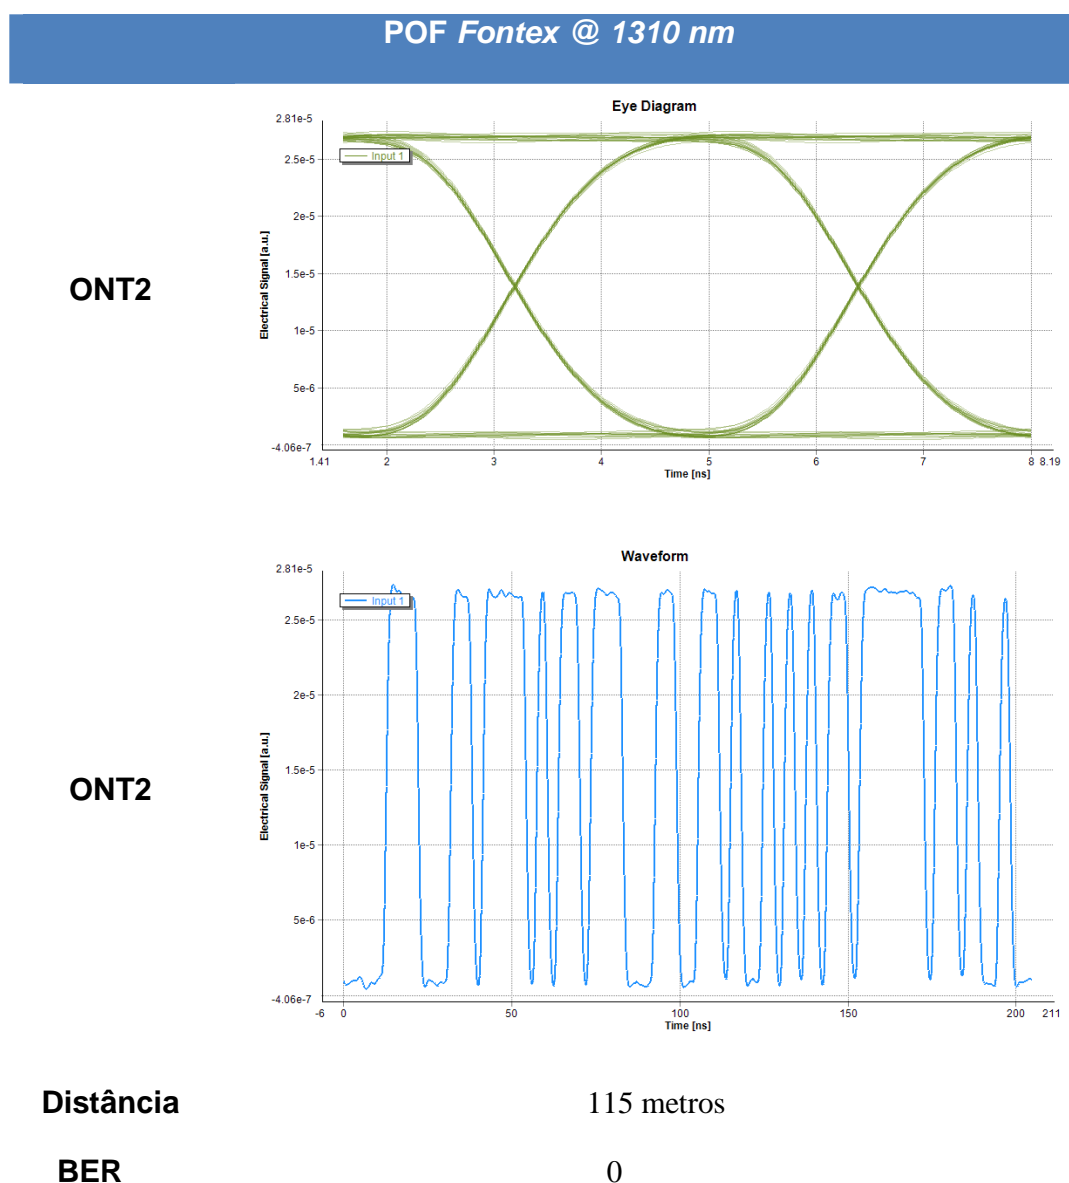 POF Fontex @ 1310 nm
ONT2
Eye Diagram
Input 1
Electrical Signal [a.u.]
2.81e-5
2.5e-5
2e-5
1.5e-5
1e-5
5e-6
-4.06e-7
1.41 2 3 4 5 6 7 8 8.19
Time [ns]
ONT2
Waveform
Input 1
Electrical Signal [a.u.]
2.81e-5
2.5e-5
2e-5
1.5e-5
1e-5
5e-6
-4.06e-7
-6 0 50 100 150 200 211
Time [ns]
Distância 115 metros
BER 0